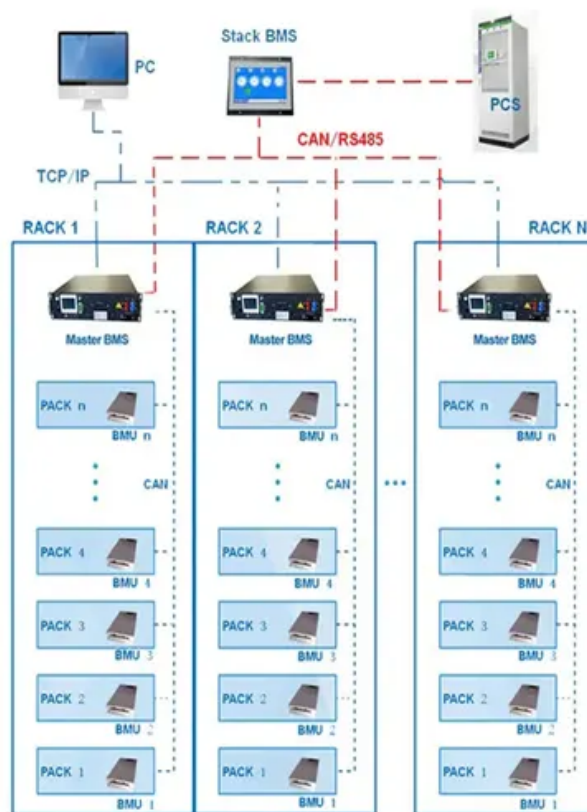 PC
Stack BMS
PCS
CAN/RS485
TCP/IP
RACK 1
RACK 2
RACK N
Master BMS
Master BMS
Master BMS
PACK n
BMU n
PACK n
BMU n
PACK n
BMU n
CAN
CAN
CAN
PACK 4
BMU 4
PACK 4
BMU 4
PACK 4
BMU 4
PACK 3
BMU 3
PACK 3
BMU 3
PACK 3
BMU 3
PACK 2
BMU 2
PACK 2
BMU 2
PACK 2
BMU 2
PACK 1
BMU 1
PACK 1
BMU 1
PACK 1
BMU 1